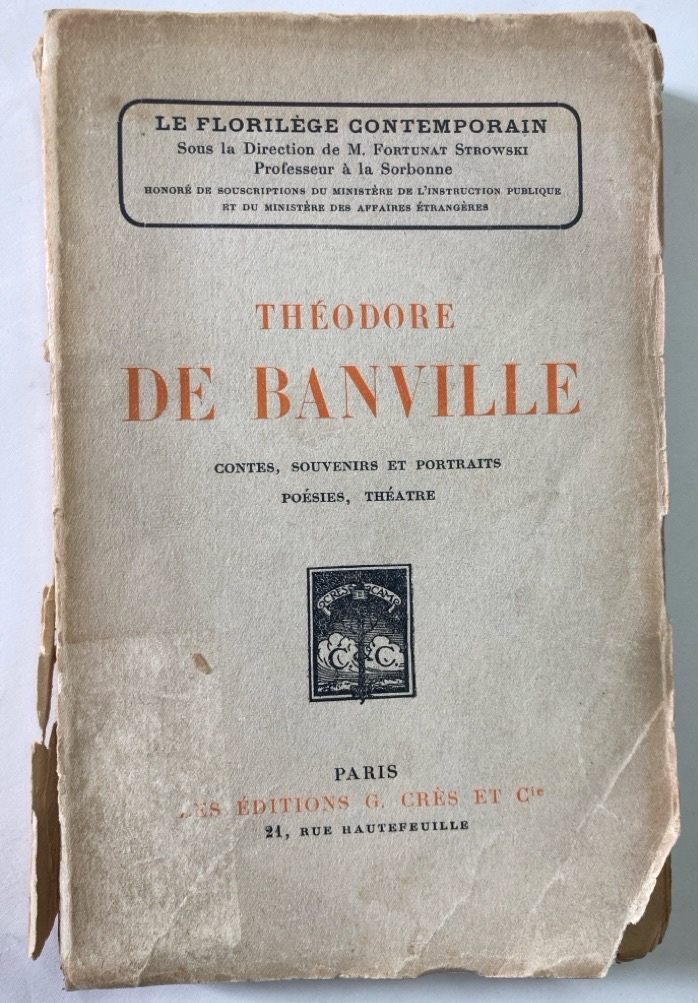 LE FLORILÈGE CONTEMPORAIN
Sous la Direction de M. FORTUNAT STROWSKI
Professeur à la Sorbonne
HONORÉ DE SOUSCRIPTIONS DU MINISTÈRE DE L'INSTRUCTION PUBLIQUE
ET DU MINISTÈRE DES AFFAIRES ÉTRANGÈRES
THÉODORE
DE BANVILLE
CONTES, SOUVENIRS ET PORTRAITS
POÉSIES, THÉATRE
CRESCAM
C & C.
PARIS
LES ÉDITIONS G. CRÈS ET Cie
21, RUE HAUTEFEUILLE